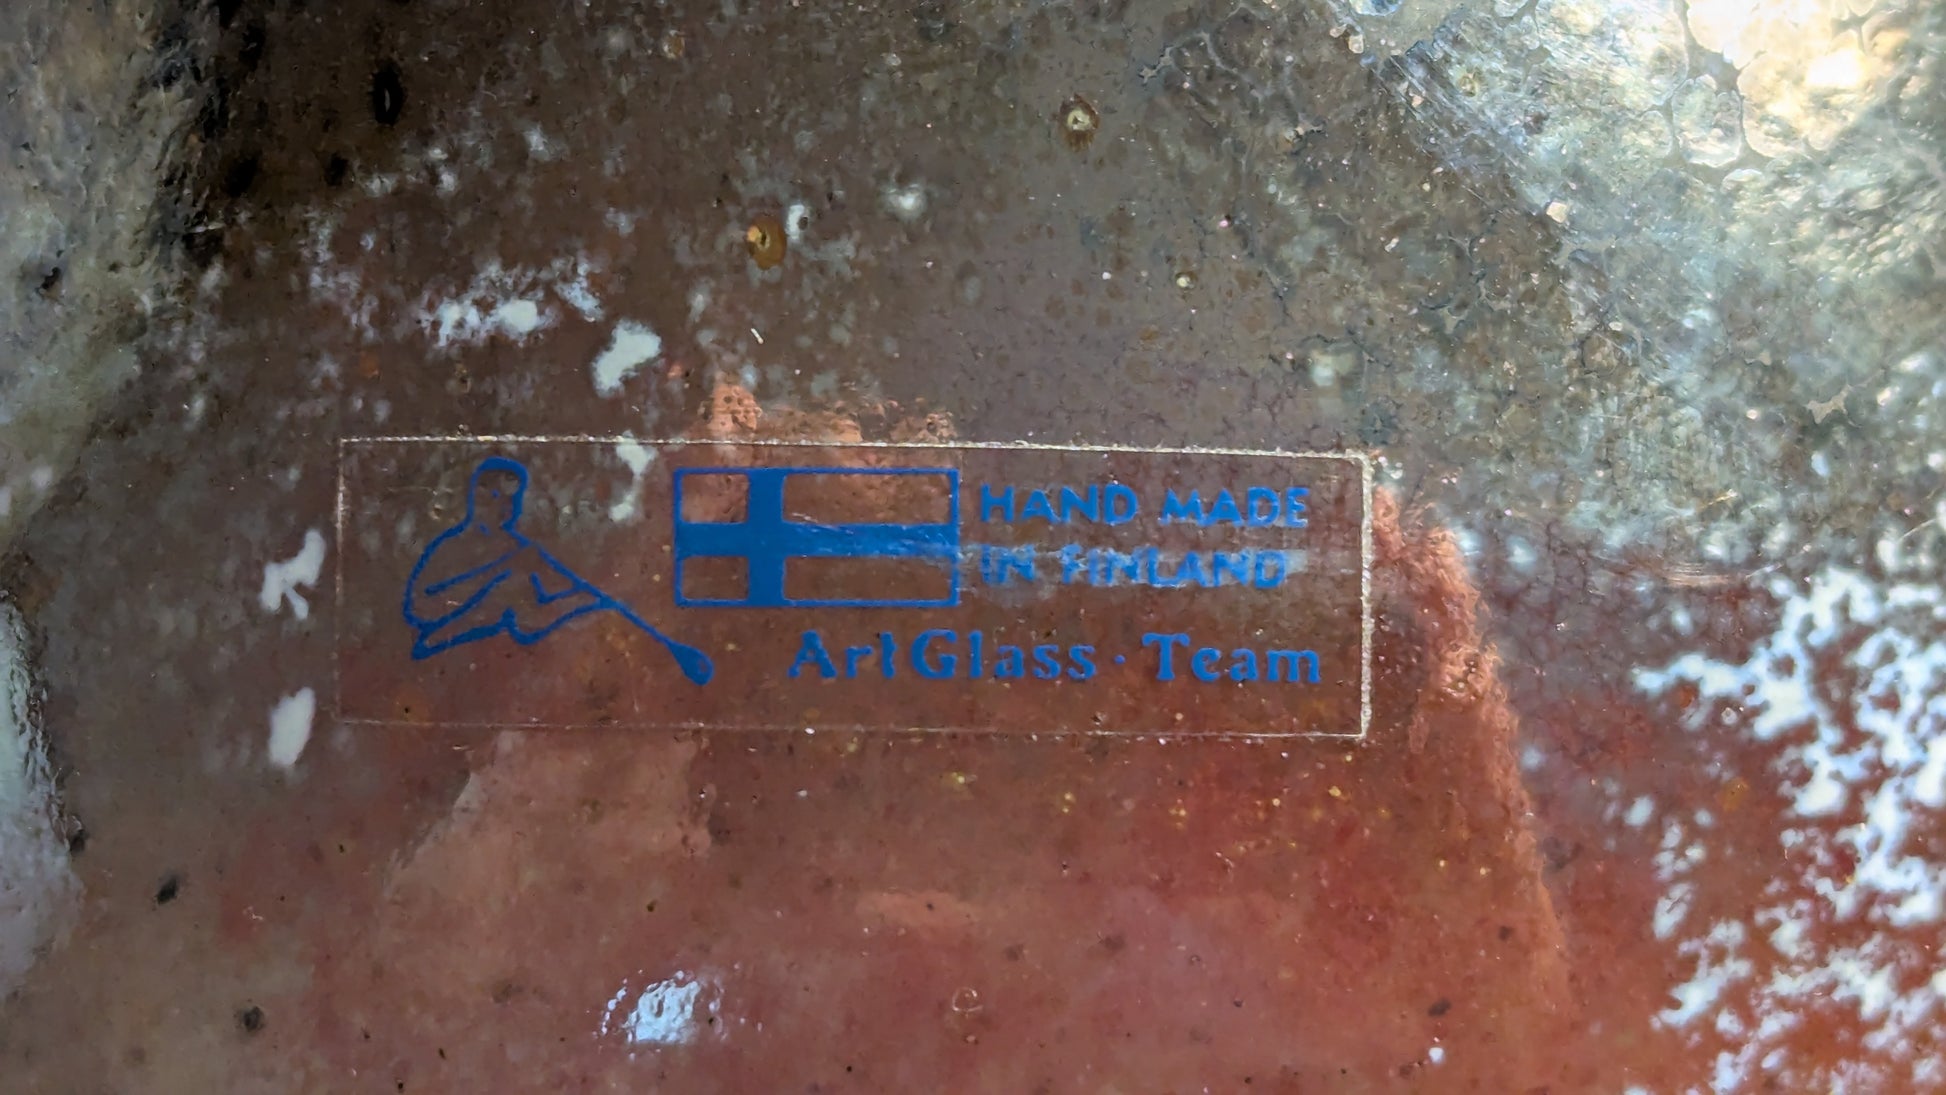 HAND MADE
IN FINLAND
ArtGlass · Team